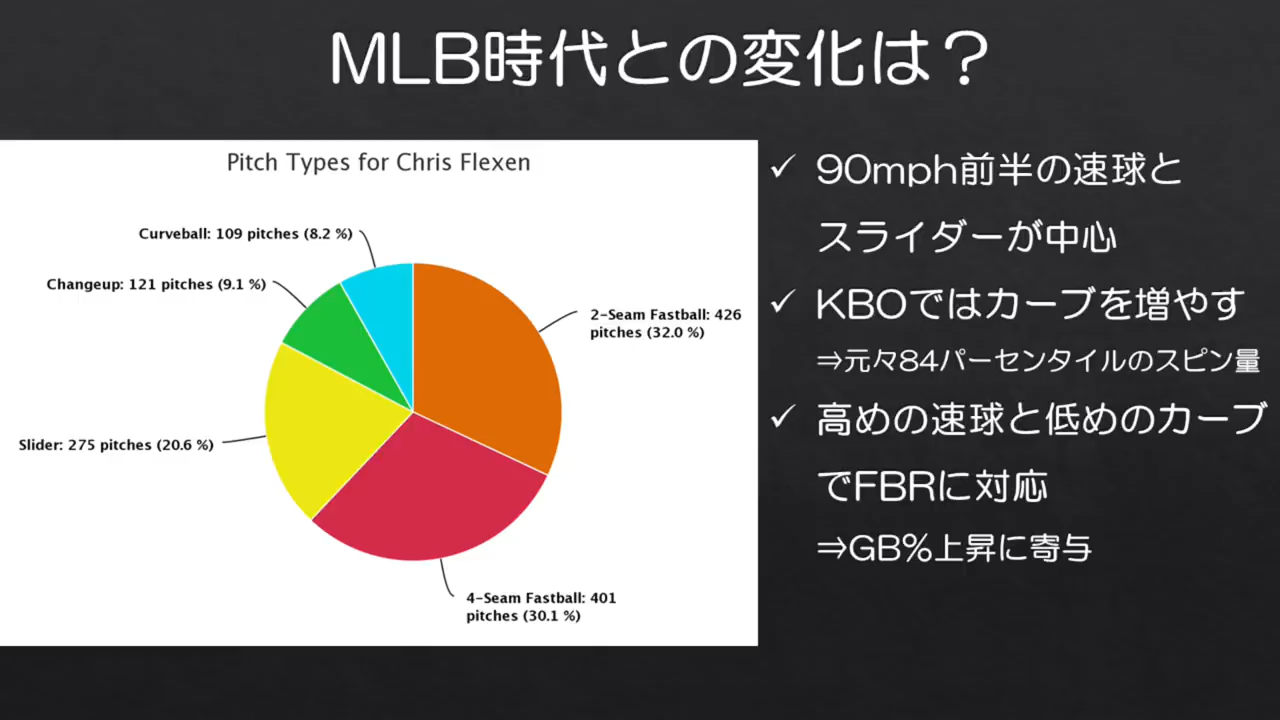 MLB時代との変化は？
Pitch Types for Chris Flexen
Curveball: 109 pitches (8.2 %)
Changeup: 121 pitches (9.1 %)
2-Seam Fastball: 426
pitches (32.0 %)
Slider: 275 pitches (20.6 %)
4-Seam Fastball: 401
pitches (30.1 %)
✓ 90mph前半の速球と
スライダーが中心
✓ KBOではカーブを増やす
⇒元々84パーセンタイルのスピン量
✓ 高めの速球と低めのカーブ
でFBRに対応
⇒GB%上昇に寄与